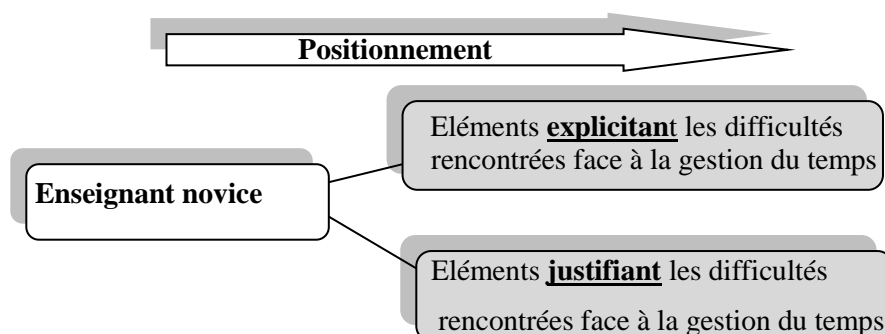 Positionnement
Eléments explicitant les difficultés
rencontrées face à la gestion du temps
Enseignant novice
Eléments justifiant les difficultés
rencontrées face à la gestion du temps